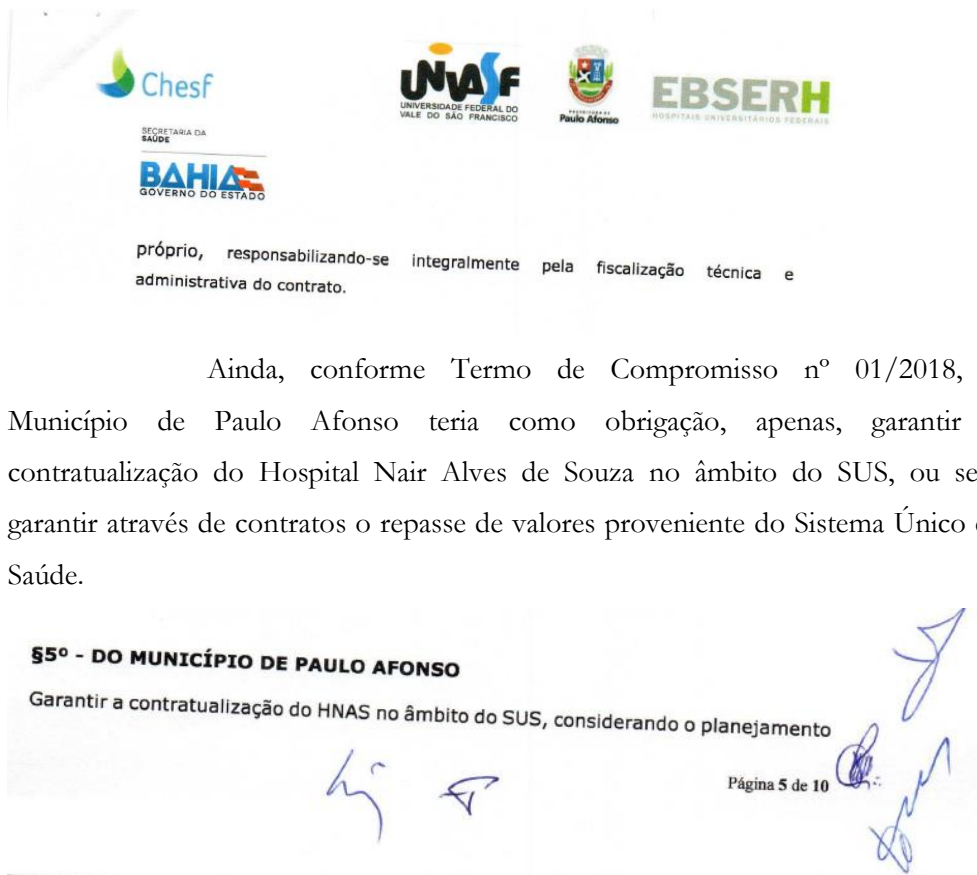 Chesf
UNIVASF
UNIVERSIDADE FEDERAL DO
VALE DO SÃO FRANCISCO
PREFEITURA DE
Paulo Afonso
EBSERH
HOSPITAIS UNIVERSITÁRIOS FEDERAIS
SECRETARIA DA
SAÚDE
BAHIA
GOVERNO DO ESTADO
próprio, responsabilizando-se integralmente pela fiscalização técnica e
administrativa do contrato.
Ainda, conforme Termo de Compromisso nº 01/2018,
Município de Paulo Afonso teria como obrigação, apenas, garantir
contratualização do Hospital Nair Alves de Souza no âmbito do SUS, ou se
garantir através de contratos o repasse de valores proveniente do Sistema Único
Saúde.
§5º - DO MUNICÍPIO DE PAULO AFONSO
Garantir a contratualização do HNAS no âmbito do SUS, considerando o planejamento
Página 5 de 10